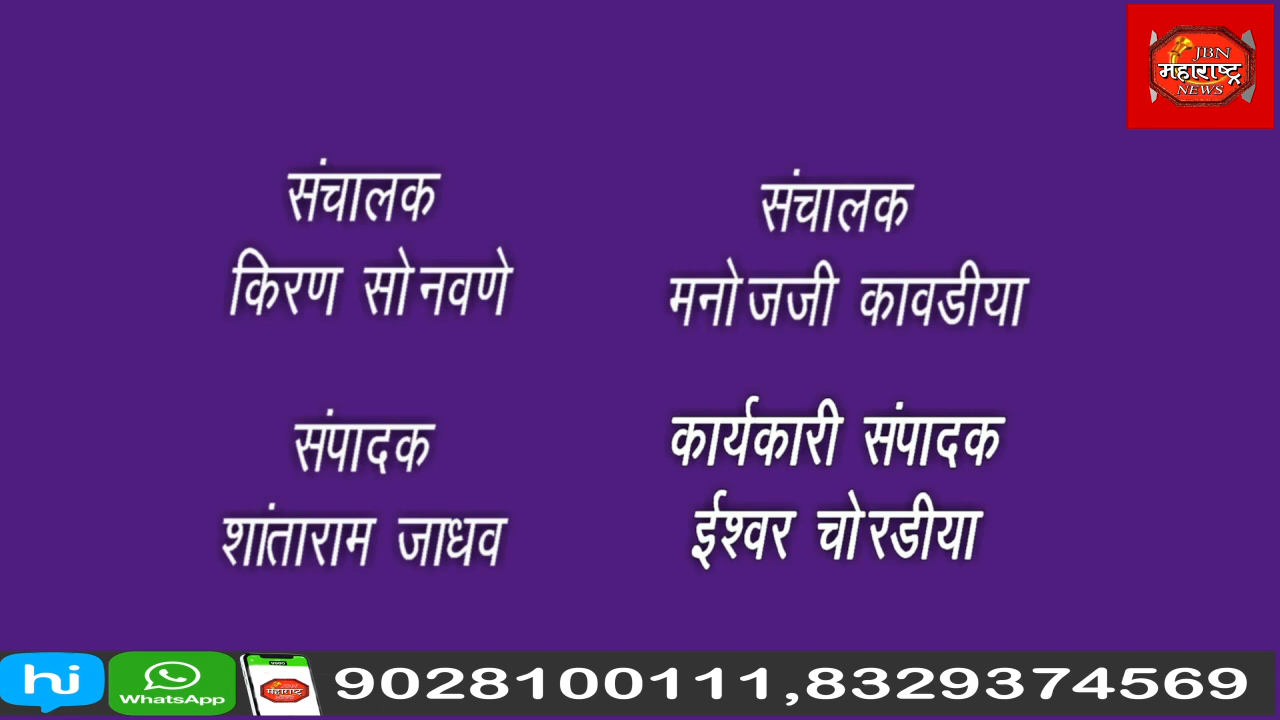 JBN
महाराष्ट्र
NEWS
संचालक
किरण सोनवणे
संचालक
मनोजजी कावडीया
संपादक
शांताराम जाधव
कार्यकारी संपादक
ईश्वर चोरडीया
hi
WhatsApp
महाराष्ट्र
9028100111,8329374569